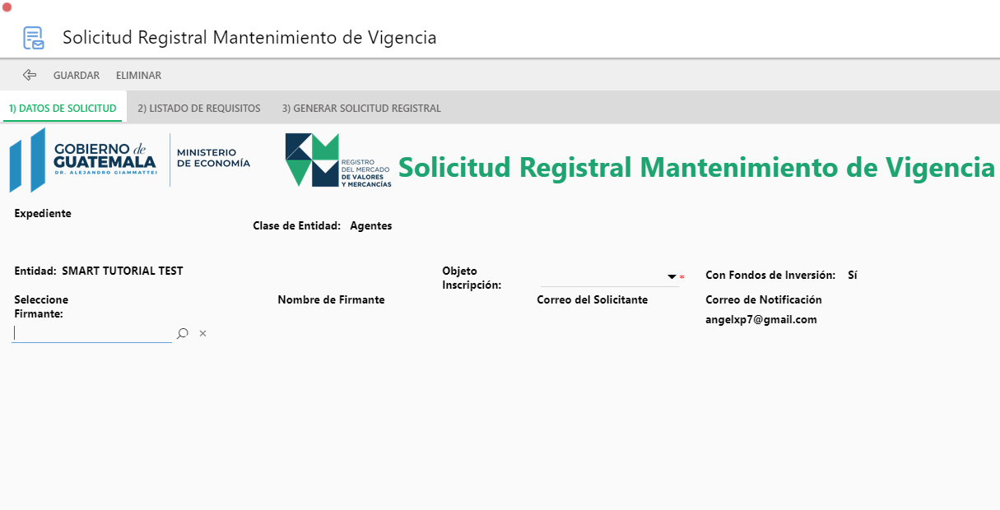 Solicitud Registral Mantenimiento de Vigencia
GUARDAR ELIMINAR
1) DATOS DE SOLICITUD 2) LISTADO DE REQUISITOS 3) GENERAR SOLICITUD REGISTRAL
GOBIERNO de
GUATEMALA
DR. ALEJANDRO GIAMMATTEI
MINISTERIO
DE ECONOMÍA
REGISTRO
DEL MERCADO
DE VALORES
Y MERCANCÍAS
Solicitud Registral Mantenimiento de Vigencia
Expediente
Clase de Entidad: Agentes
Entidad: SMART TUTORIAL TEST
Objeto
Inscripción:
*
Con Fondos de Inversión: Sí
Seleccione
Firmante:
Nombre de Firmante
Correo del Solicitante
Correo de Notificación
angelxp7@gmail.com